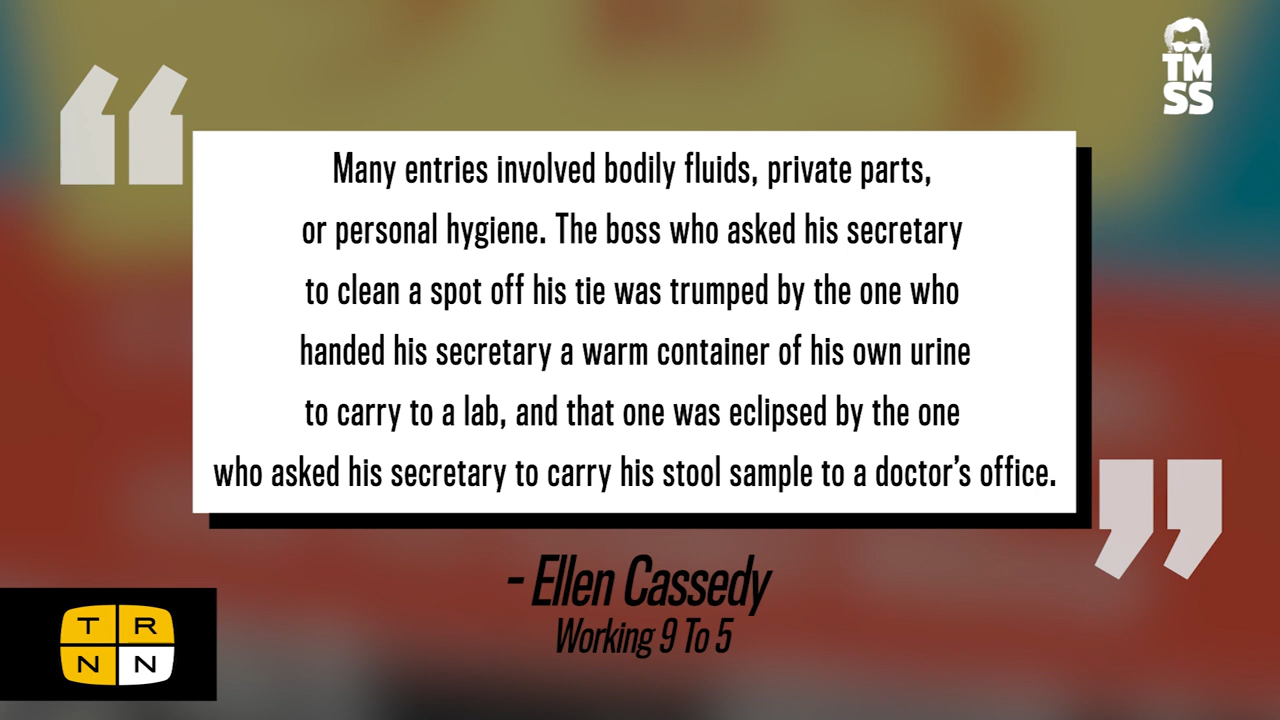 TM
SS
“
Many entries involved bodily fluids, private parts,
or personal hygiene. The boss who asked his secretary
to clean a spot off his tie was trumped by the one who
handed his secretary a warm container of his own urine
to carry to a lab, and that one was eclipsed by the one
who asked his secretary to carry his stool sample to a doctor’s office.
”
- Ellen Cassedy
Working 9 To 5
T R
N N